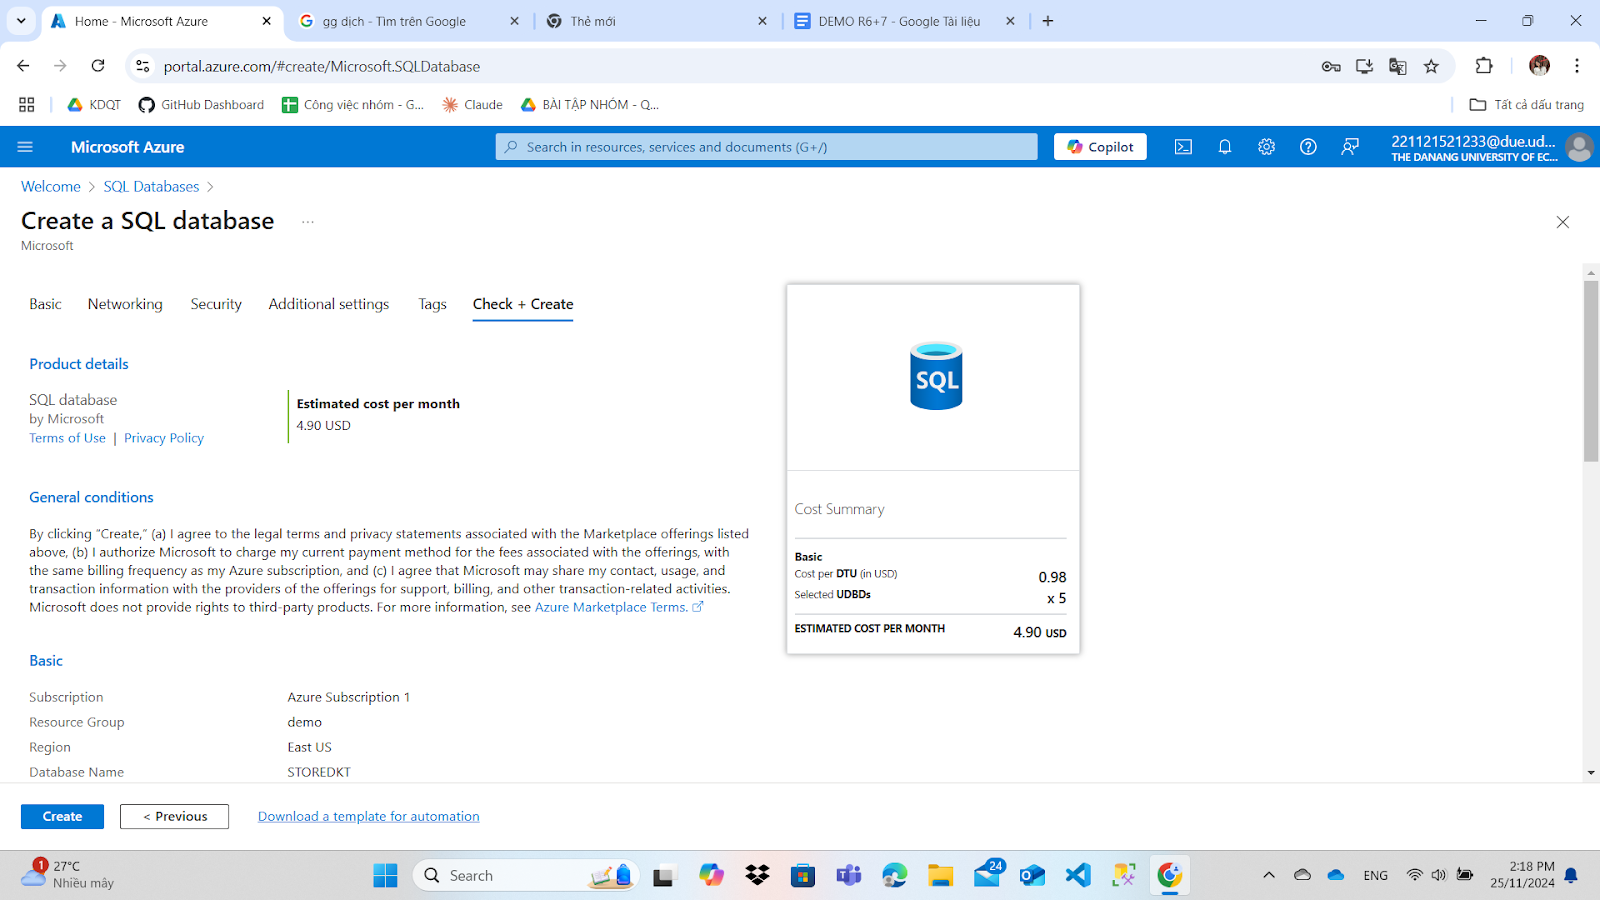 Home - Microsoft Azure
gg dịch - Tìm trên Google
Thẻ mới
DEMO R6+7 - Google Tài liệu
portal.azure.com/#create/Microsoft.SQLDatabase
KDQT
GitHub Dashboard
Công việc nhóm - G...
Claude
BÀI TẬP NHÓM - Q...
Tất cả dấu trang
Microsoft Azure
Search in resources, services and documents (G+/)
Copilot
221121521233@due.ud...
THE DANANG UNIVERSITY OF EC...
Welcome > SQL Databases >
Create a SQL database ...
Microsoft
Basic
Networking
Security
Additional settings
Tags
Check + Create
Product details
SQL database
by Microsoft
Terms of Use | Privacy Policy
Estimated cost per month
4.90 USD
General conditions
By clicking “Create,” (a) I agree to the legal terms and privacy statements associated with the Marketplace offerings listed
above, (b) I authorize Microsoft to charge my current payment method for the fees associated with the offerings, with
the same billing frequency as my Azure subscription, and (c) I agree that Microsoft may share my contact, usage, and
transaction information with the providers of the offerings for support, billing, and other transaction-related activities.
Microsoft does not provide rights to third-party products. For more information, see Azure Marketplace Terms.
Basic
Subscription Azure Subscription 1
Resource Group demo
Region East US
Database Name STOREDKT
SQL
Cost Summary
Basic
Cost per DTU (in USD) 0.98
Selected UDBDs x 5
ESTIMATED COST PER MONTH 4.90 USD
Create
< Previous
Download a template for automation
1
27°C
Nhiều mây
Search
24
ENG
2:18 PM
25/11/2024